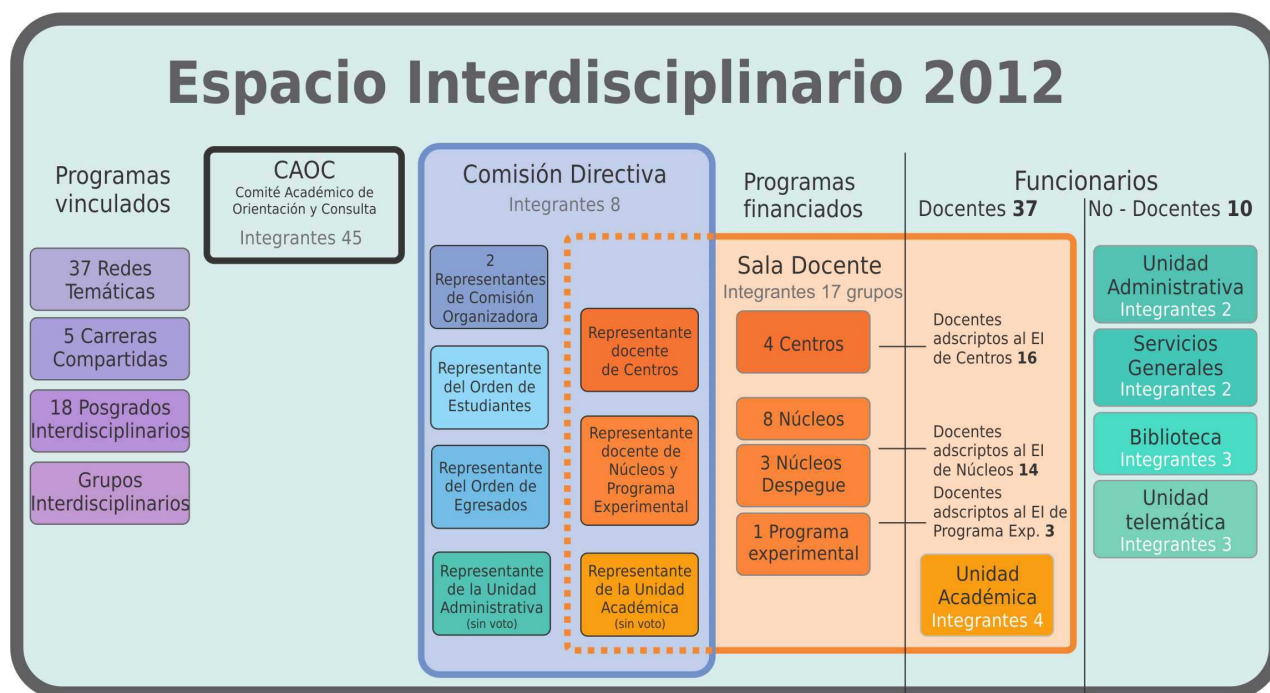 Espacio Interdisciplinario 2012
Programas
vinculados
37 Redes
Temáticas
5 Carreras
Compartidas
18 Posgrados
Interdisciplinarios
Grupos
Interdisciplinarios
CAOC
Comité Académico de
Orientación y Consulta
Integrantes 45
Comisión Directiva
Integrantes 8
2
Representantes
de Comisión
Organizadora
Representante
del Orden de
Estudiantes
Representante
del Orden de
Egresados
Representante
de la Unidad
Administrativa
(sin voto)
Representante
docente
de Centros
Representante
docente de
Núcleos y
Programa
Experimental
Representante
de la Unidad
Académica
(sin voto)
Programas
financiados
Sala Docente
Integrantes 17 grupos
4 Centros
8 Núcleos
3 Núcleos
Despegue
1 Programa
experimental
Funcionarios
Docentes 37
Docentes
adscriptos al EI
de Centros 16
Docentes
adscriptos al EI
de Núcleos 14
Docentes
adscriptos al EI de
Programa Exp. 3
Unidad
Académica
Integrantes 4
No - Docentes 10
Unidad
Administrativa
Integrantes 2
Servicios
Generales
Integrantes 2
Biblioteca
Integrantes 3
Unidad
telemática
Integrantes 3